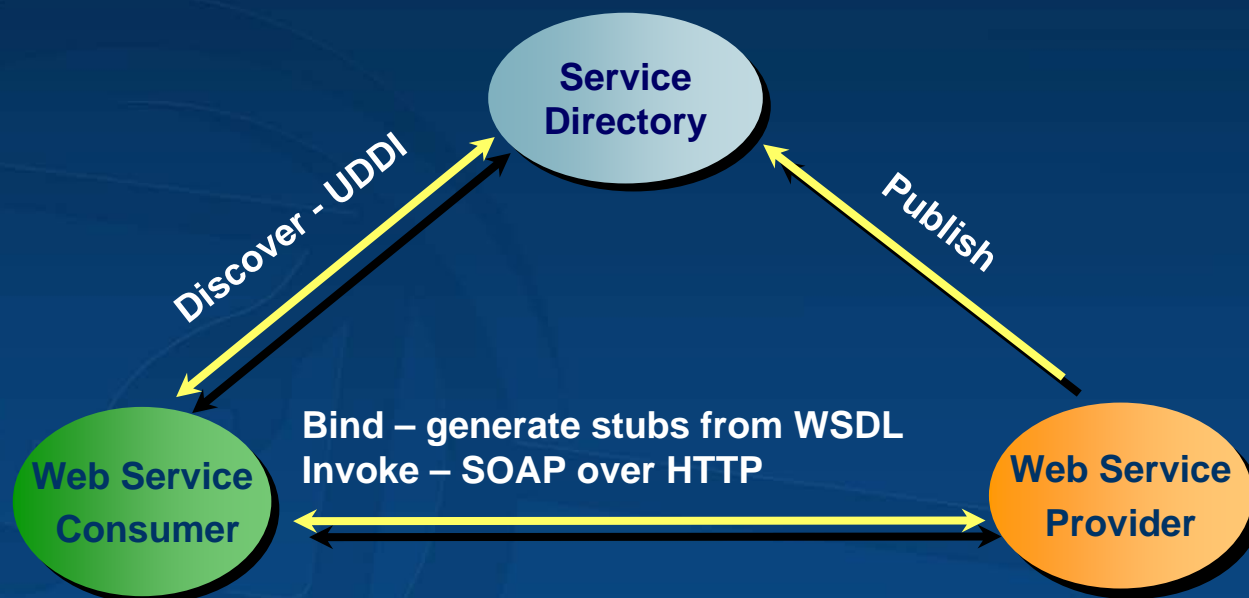 Service
Directory
Discover - UDDI
Publish
Bind – generate stubs from WSDL
Invoke – SOAP over HTTP
Web Service
Consumer
Web Service
Provider